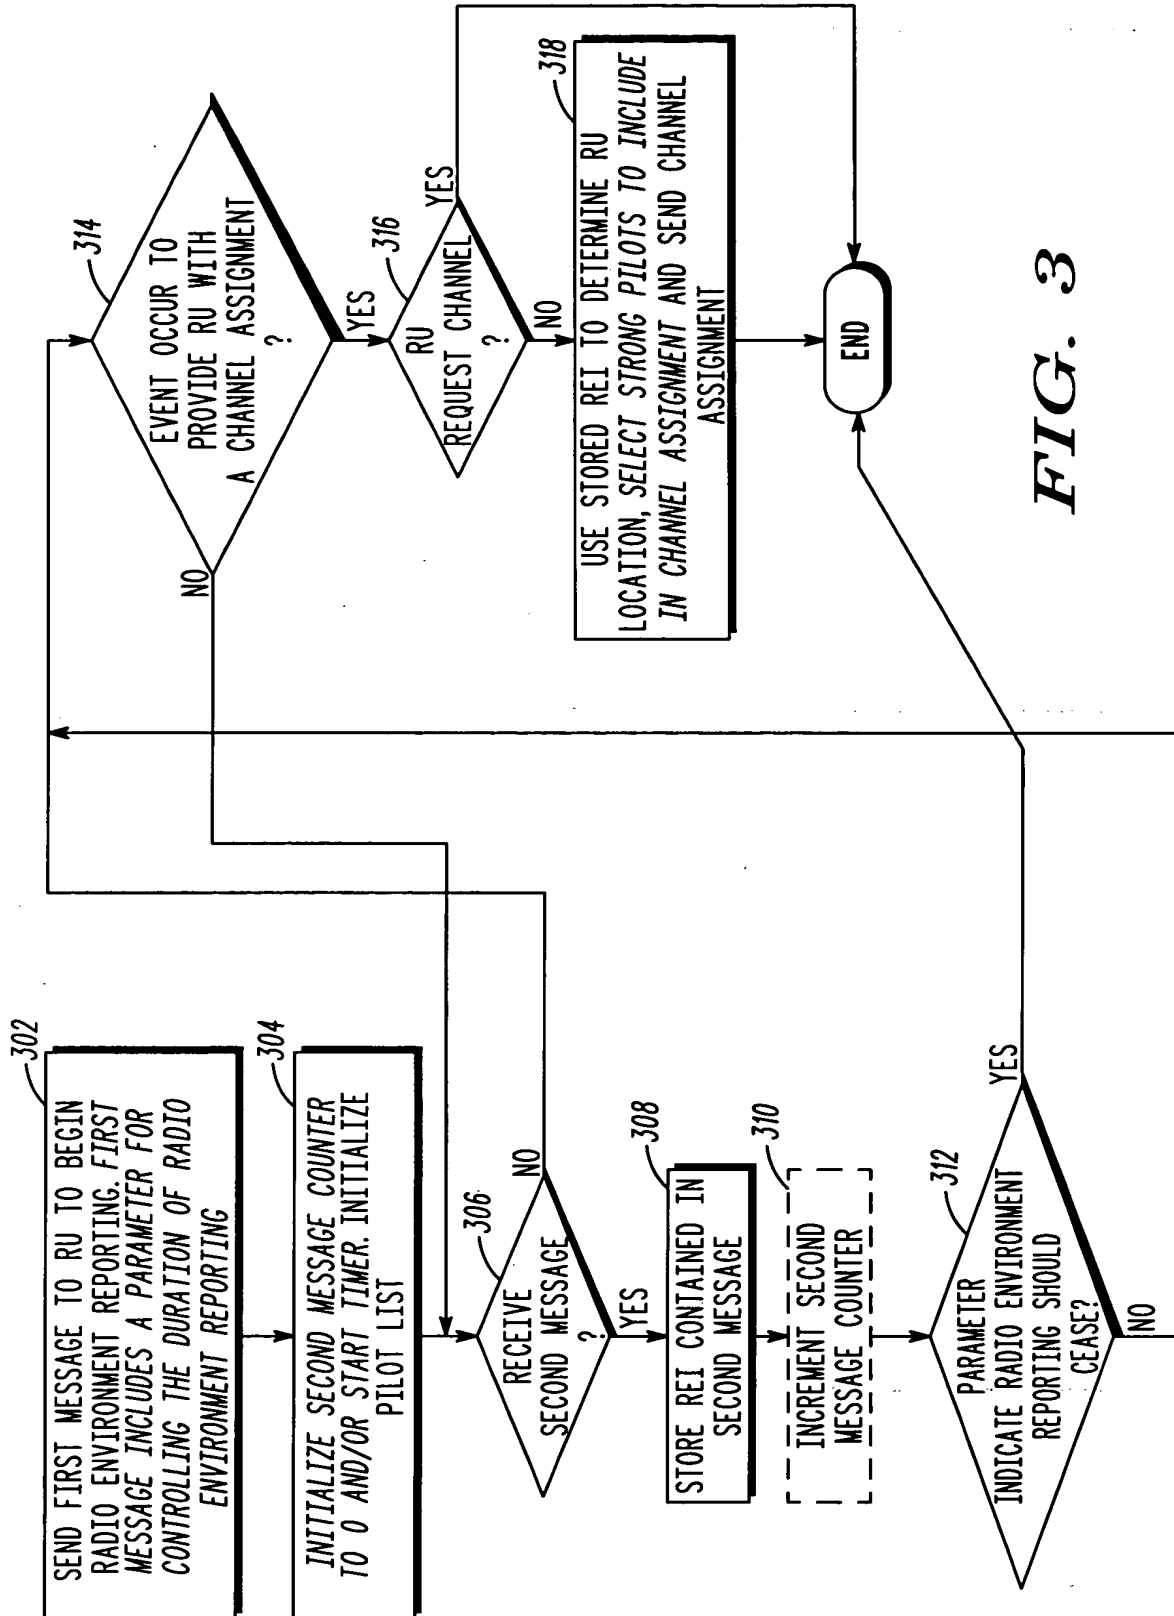 302
SEND FIRST MESSAGE TO RU TO BEGIN
RADIO ENVIRONMENT REPORTING. FIRST
MESSAGE INCLUDES A PARAMETER FOR
CONTROLLING THE DURATION OF RADIO
ENVIRONMENT REPORTING
304
INITIALIZE SECOND MESSAGE COUNTER
TO 0 AND/OR START TIMER. INITIALIZE
PILOT LIST
306
RECEIVE
SECOND MESSAGE
?
NO
YES
308
STORE REI CONTAINED IN
SECOND MESSAGE
310
INCREMENT SECOND
MESSAGE COUNTER
312
PARAMETER
INDICATE RADIO ENVIRONMENT
REPORTING SHOULD
CEASE?
YES
NO
314
EVENT OCCUR TO
PROVIDE RU WITH
A CHANNEL ASSIGNMENT
?
NO
YES
316
RU
REQUEST CHANNEL
?
YES
NO
318
USE STORED REI TO DETERMINE RU
LOCATION, SELECT STRONG PILOTS TO INCLUDE
IN CHANNEL ASSIGNMENT AND SEND CHANNEL
ASSIGNMENT
END
FIG. 3